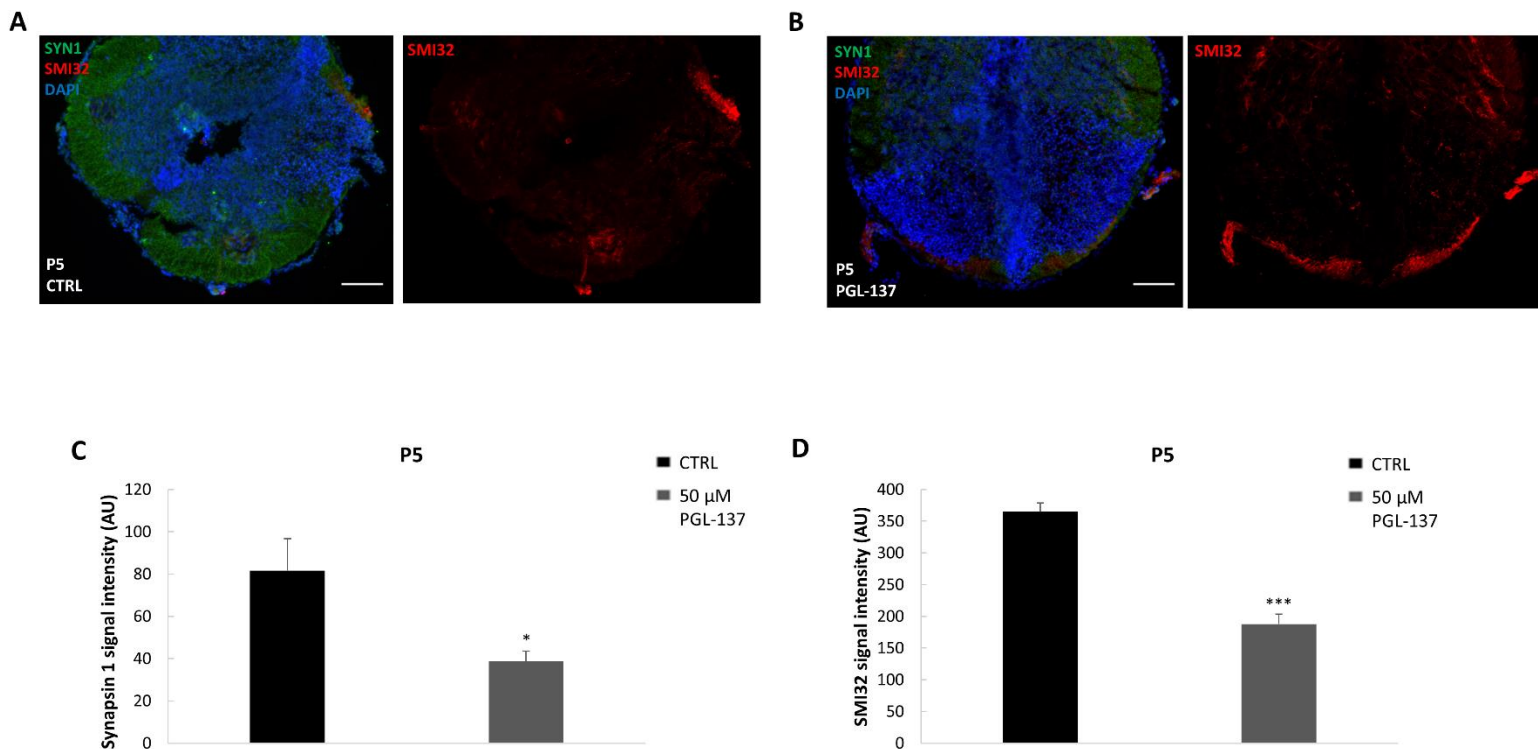 A
SYN1
SMI32
DAPI
P5
CTRL
SMI32
B
SYN1
SMI32
DAPI
P5
PGL-137
SMI32
C
P5
CTRL
50 µM
PGL-137
Synapsin 1 signal intensity (AU)
120
100
80
60
40
20
0
*
D
P5
CTRL
50 µM
PGL-137
SMI32 signal intensity (AU)
400
350
300
250
200
150
100
50
0
***